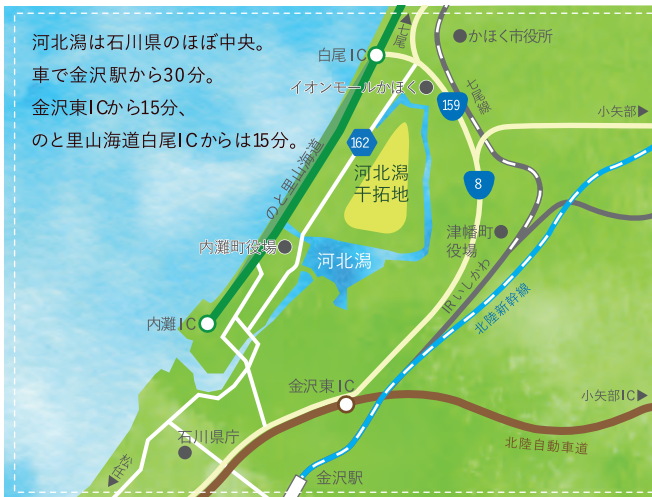 河北潟は石川県のほぼ中央。
車で金沢駅から30分。
金沢東ICから15分、
のと里山海道白尾ICからは15分。
七尾
白尾IC
かほく市役所
イオンモールかほく
七尾線
159
小矢部
162
のと里山海道
河北潟
干拓地
8
内灘町役場
津幡町
役場
河北潟
IRいしかわ
北陸新幹線
内灘IC
金沢東IC
小矢部IC
石川県庁
北陸自動車道
金沢駅
小松